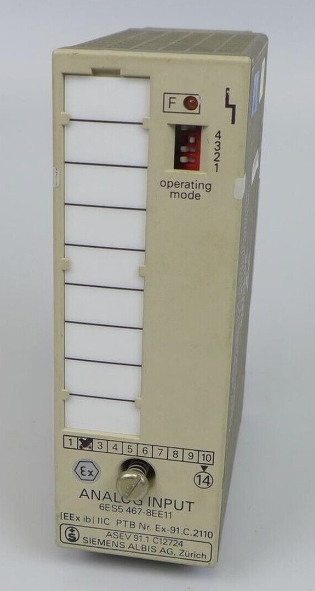 F
4
3
2
1
operating
mode
1 3 4 5 6 7 8 9 10
Ex
14
ANALOG INPUT
6ES5 467-8EE11
[EEx ib] IIC PTB Nr. Ex-91.C.2110
ASEV 91.1 C12724
SIEMENS ALBIS AG, Zürich